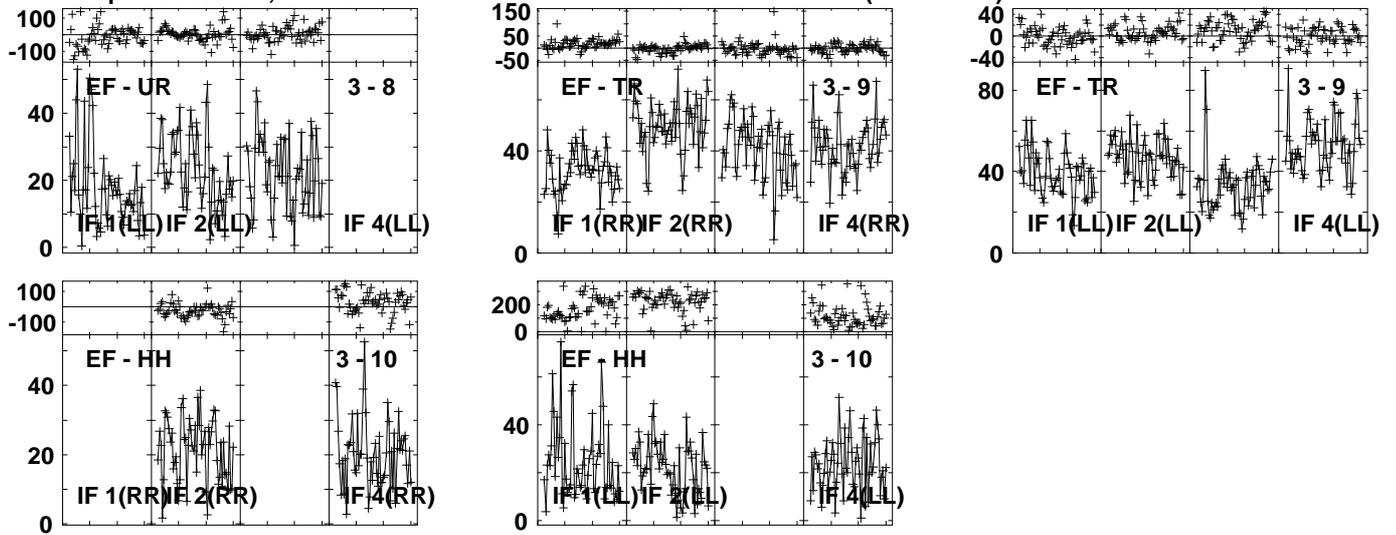 100
-100
EF - UR
3 - 8
40
20
0
IF 1(LL)
IF 2(LL)
IF 4(LL)
150
50
-50
EF - TR
3 - 9
40
0
IF 1(RR)
IF 2(RR)
IF 4(RR)
40
0
-40
EF - TR
3 - 9
80
40
0
IF 1(LL)
IF 2(LL)
IF 4(LL)
100
-100
EF - HH
3 - 10
40
20
0
IF 1(RR)
IF 2(RR)
IF 4(RR)
200
0
EF - HH
3 - 10
40
0
IF 1(LL)
IF 2(LL)
IF 4(LL)